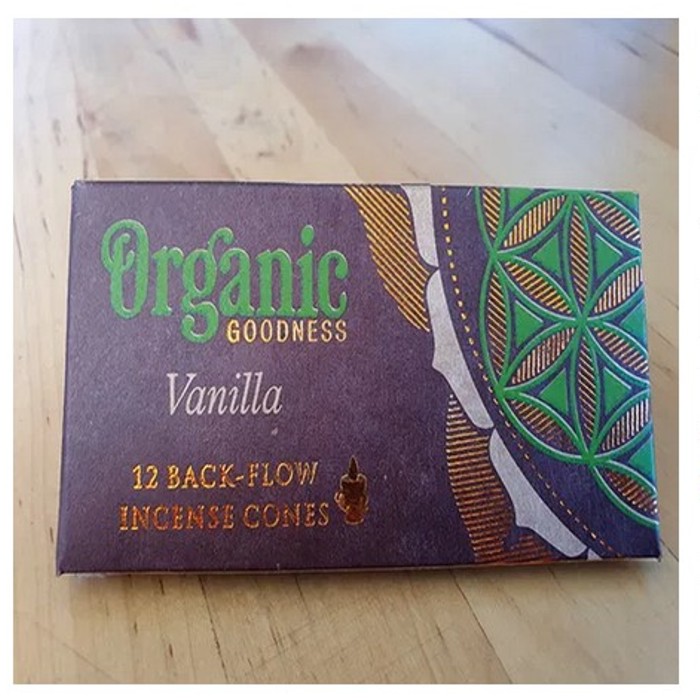 Organic
GOODNESS
Vanilla
12 BACK-FLOW
INCENSE CONES